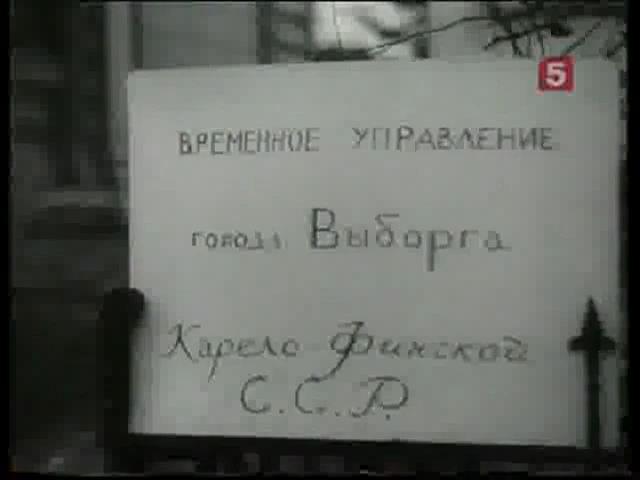 5
ВРЕМЕННОЕ УПРАВЛЕНИЕ
города Выборга
Карело Финской
С.С.Р.